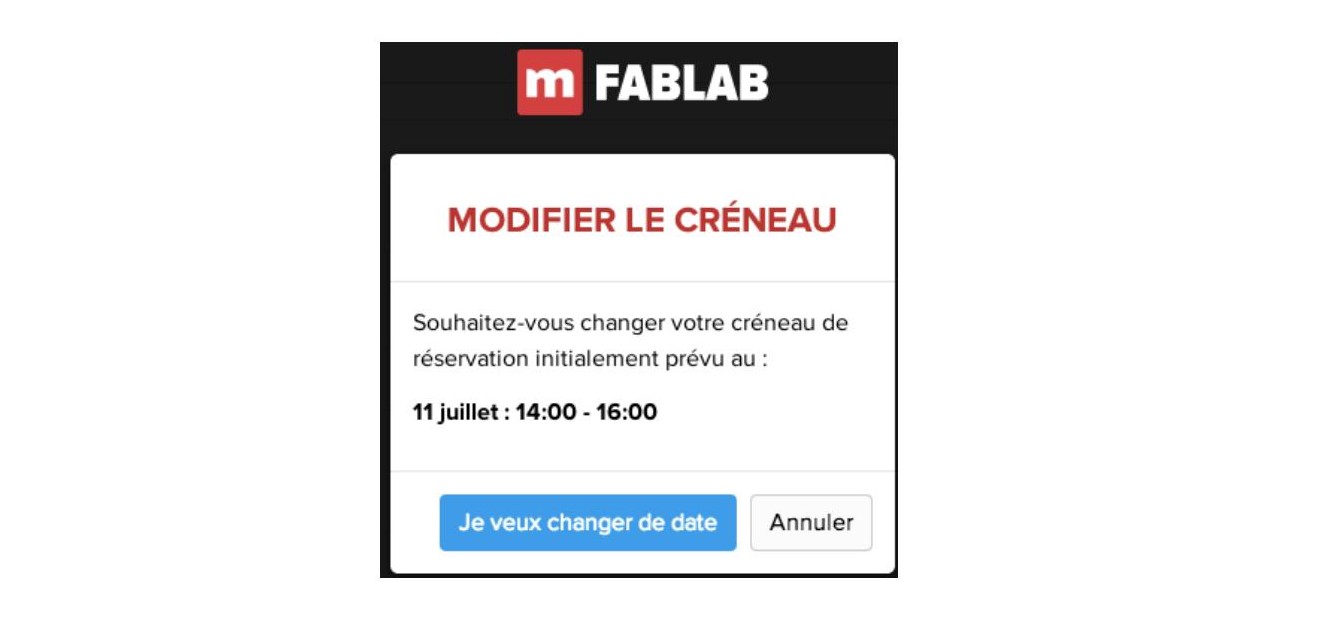 m FABLAB
MODIFIER LE CRÉNEAU
Souhaitez-vous changer votre créneau de
réservation initialement prévu au :
11 juillet : 14:00 - 16:00
Je veux changer de date Annuler